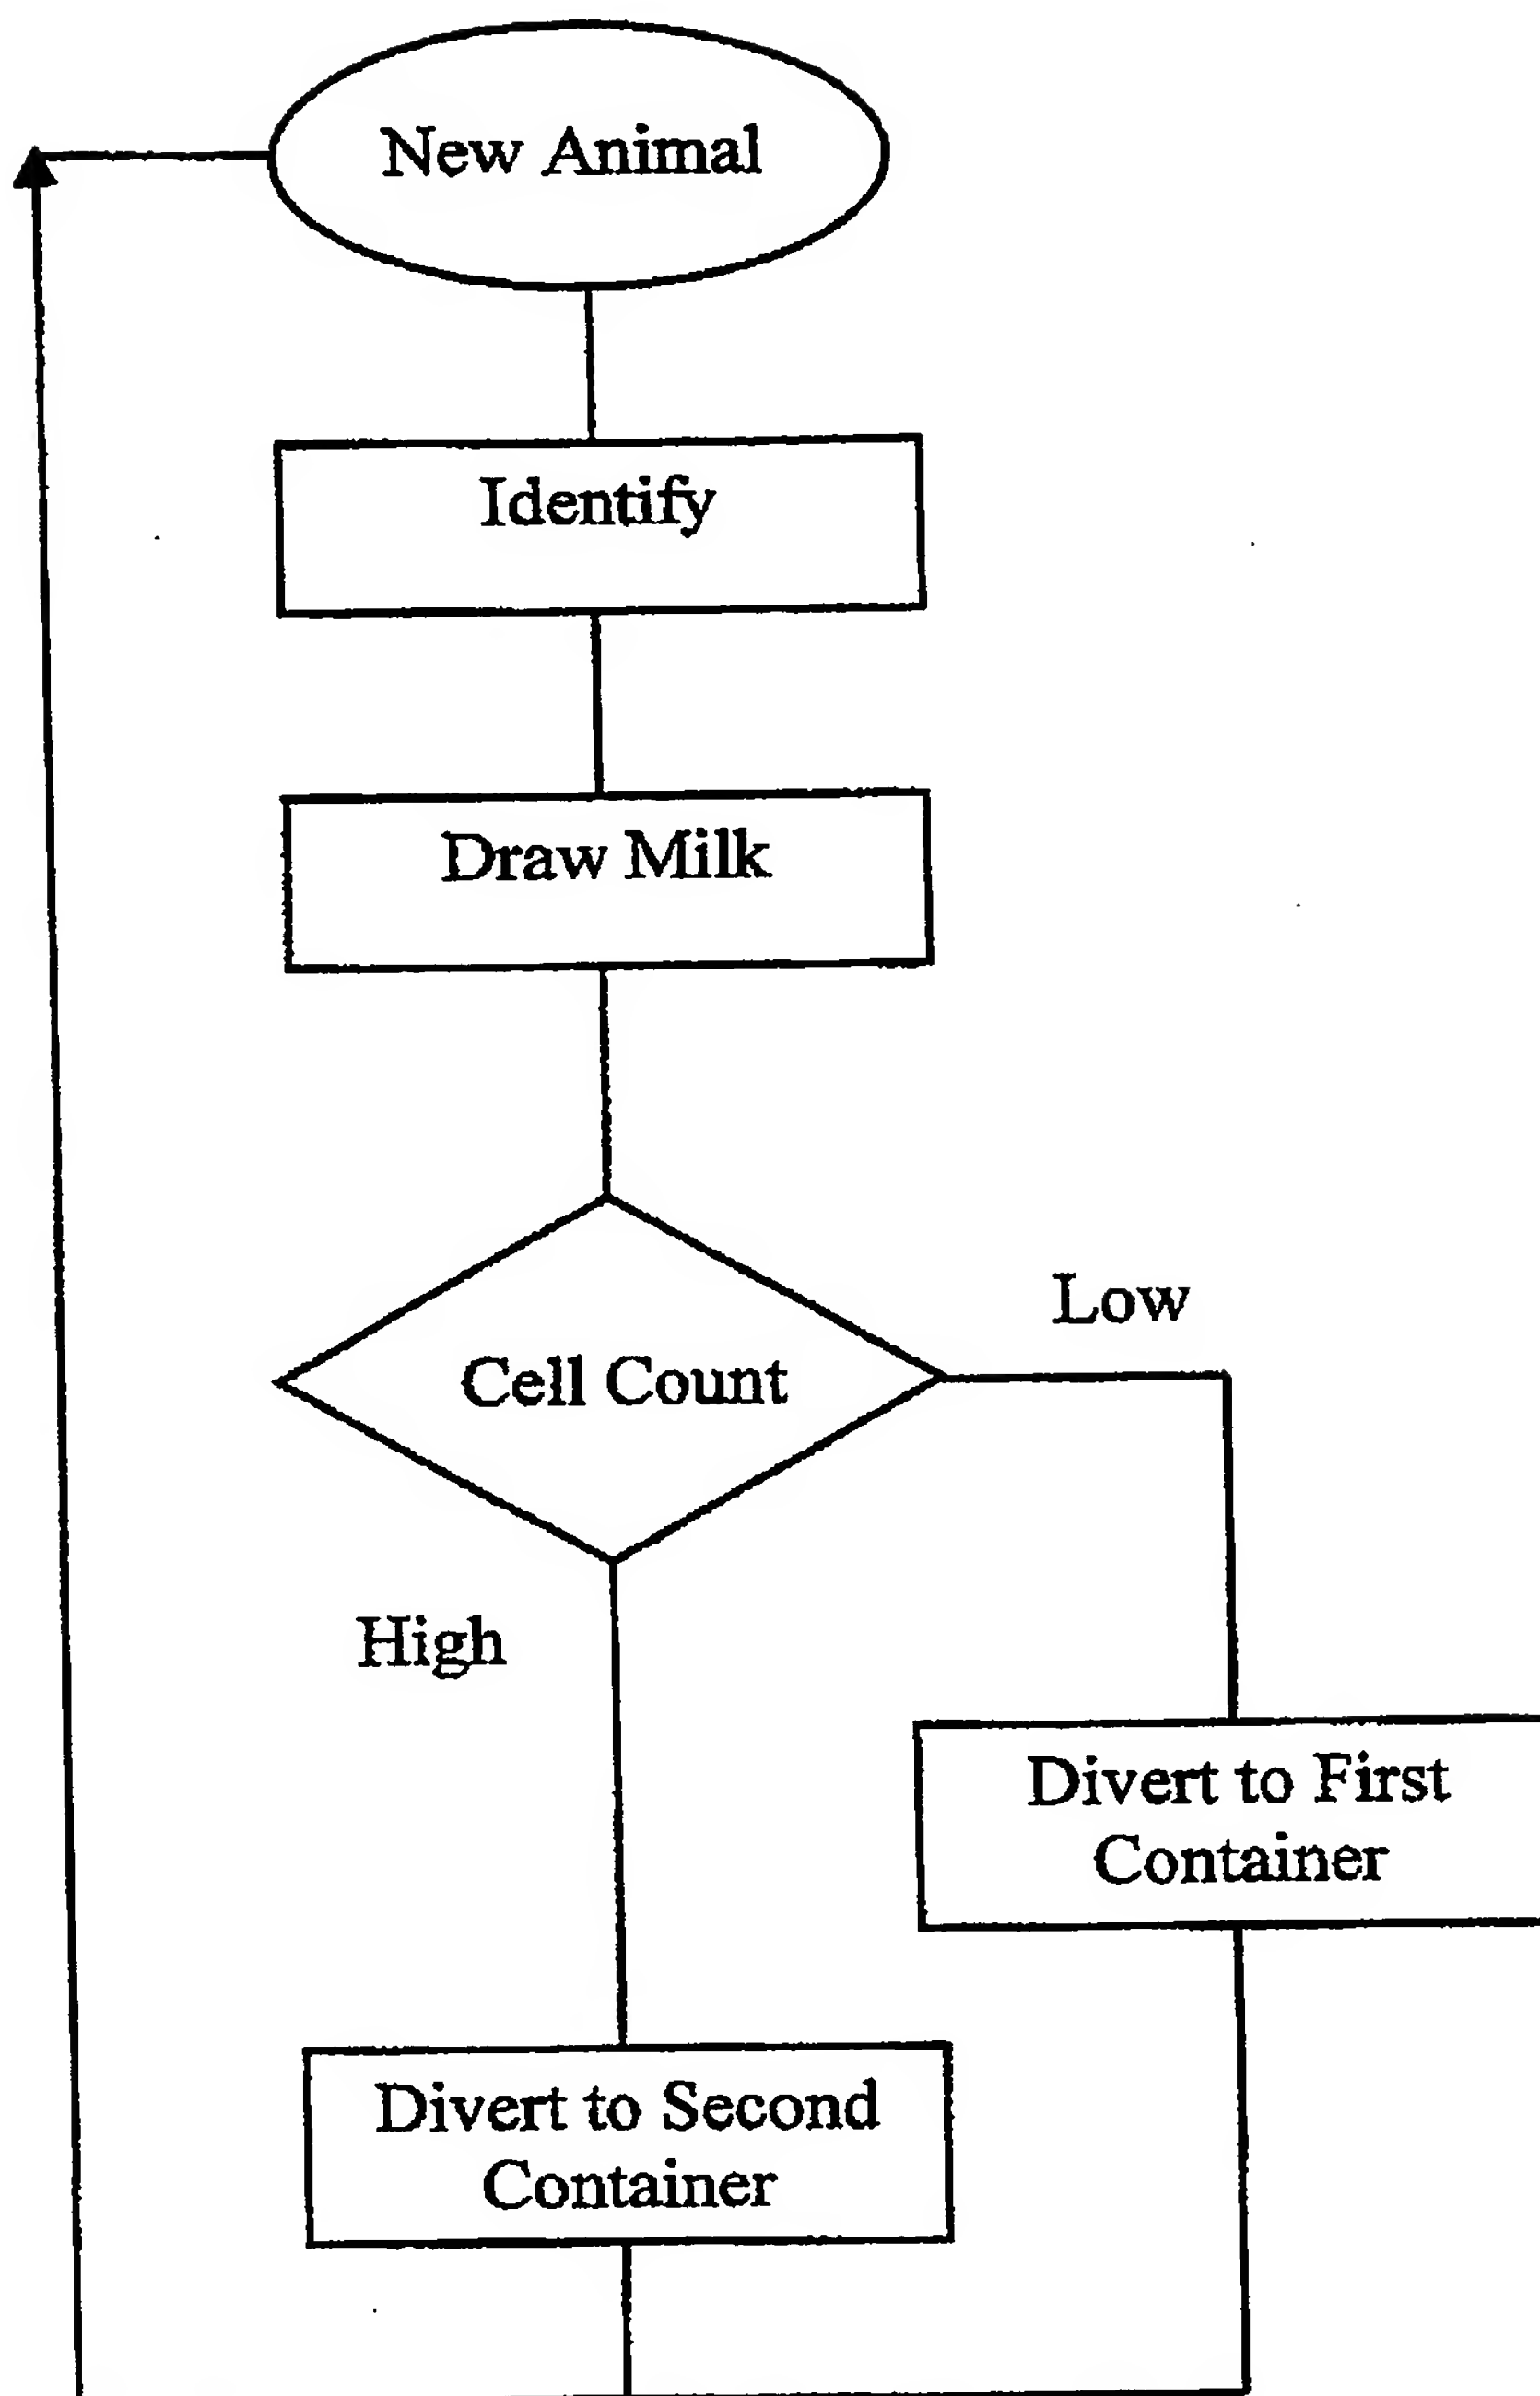 New Animal
Identify
Draw Milk
Cell Count
Low
High
Divert to First
Container
Divert to Second
Container